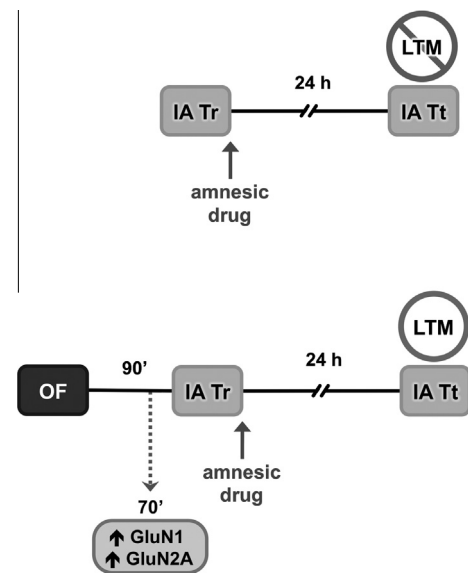 LTM
24 h
IA Tr
IA Tt
amnesic
drug
LTM
90’
24 h
OF
IA Tr
IA Tt
amnesic
drug
70’
GluN1
GluN2A